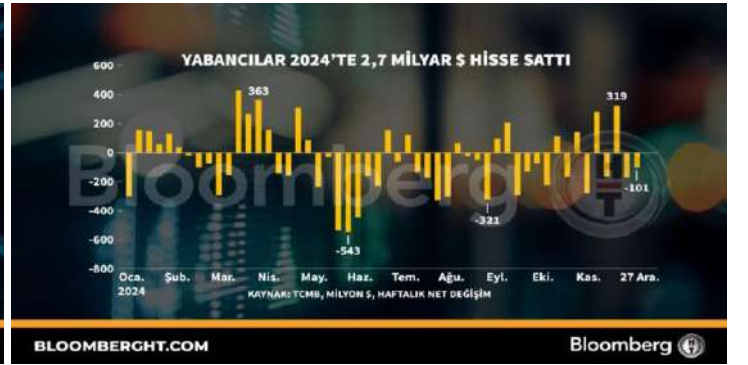 YABANCILAR 2024'TE 2,7 MİLYAR $ HİSSE SATTI
600
400
200
0
-200
-400
-600
-800
363
319
-101
-321
-543
Oca. Şub. Mar. Nis. May. Haz. Tem. Ağu. Eyl. Eki. Kas. 27 Ara.
2024
KAYNAK: TCMB, MİLYON $, HAFTALIK NET DEĞİŞİM
Bloomberg HT
BLOOMBERGHT.COM
Bloomberg HT